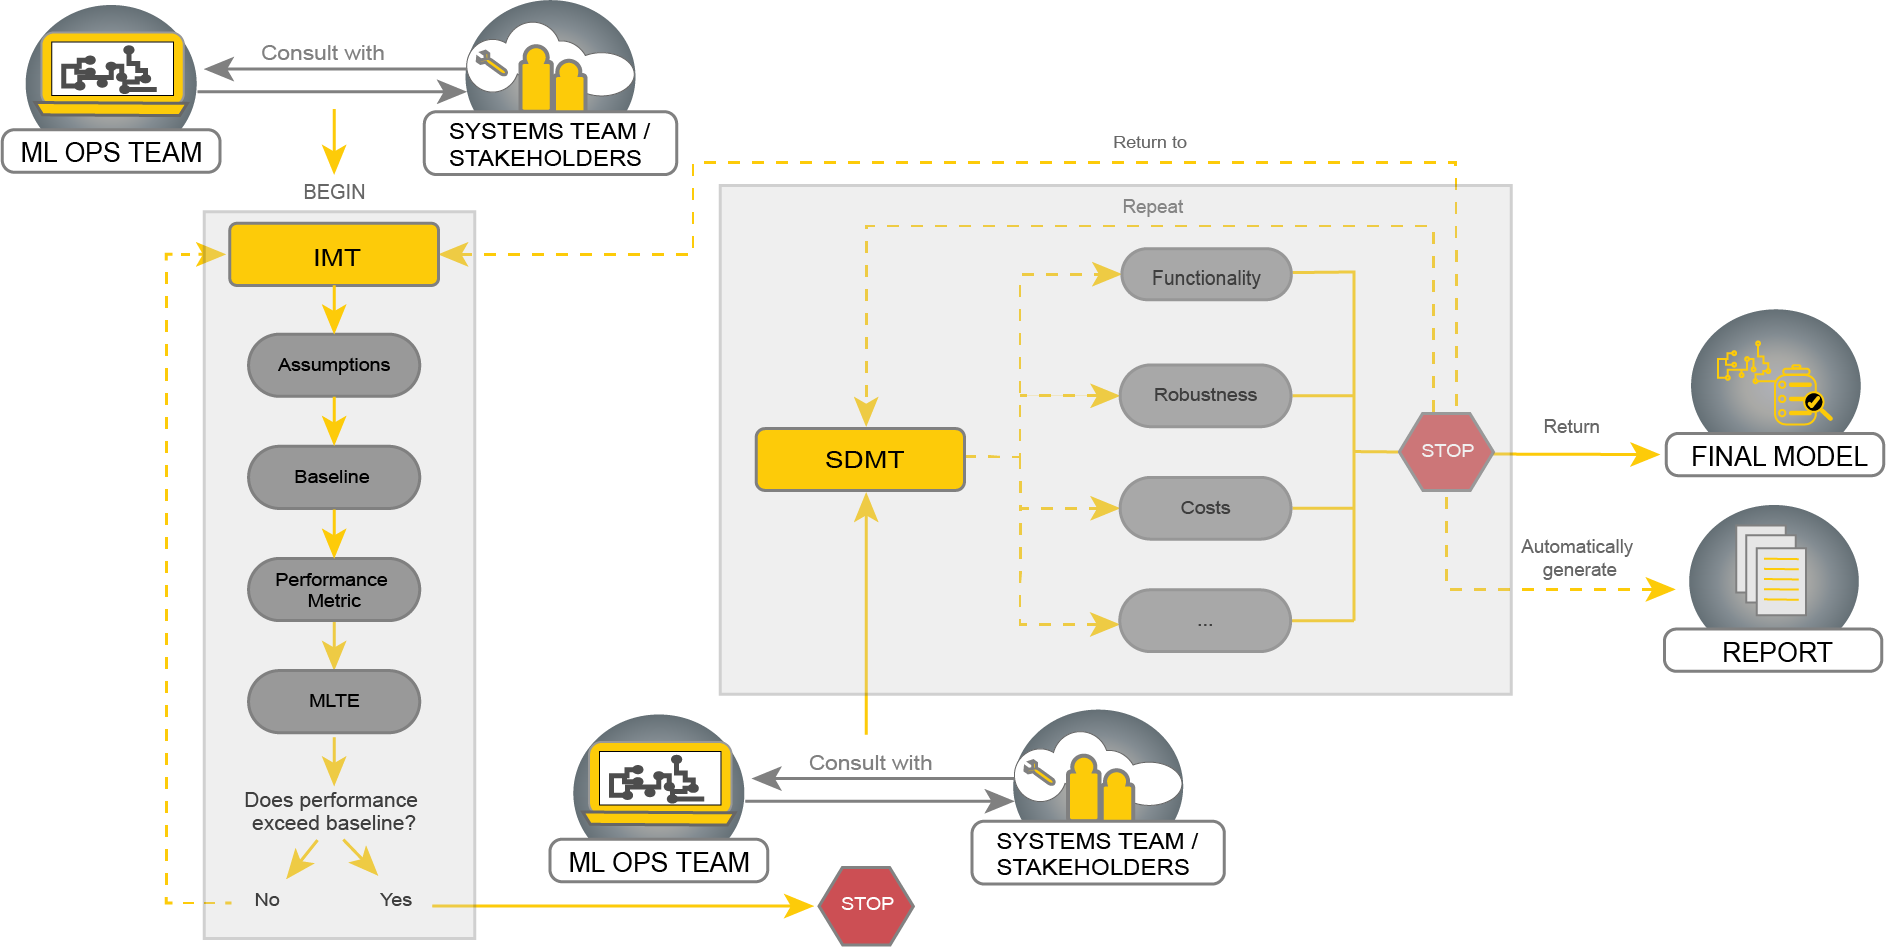 Consult with
ML OPS TEAM
SYSTEMS TEAM /
STAKEHOLDERS
BEGIN
IMT
Assumptions
Baseline
Performance
Metric
MLTE
Does performance
exceed baseline?
No
Yes
STOP
Return to
Repeat
SDMT
Functionality
Robustness
Costs
...
STOP
Return
FINAL MODEL
Automatically
generate
REPORT
Consult with
ML OPS TEAM
SYSTEMS TEAM /
STAKEHOLDERS